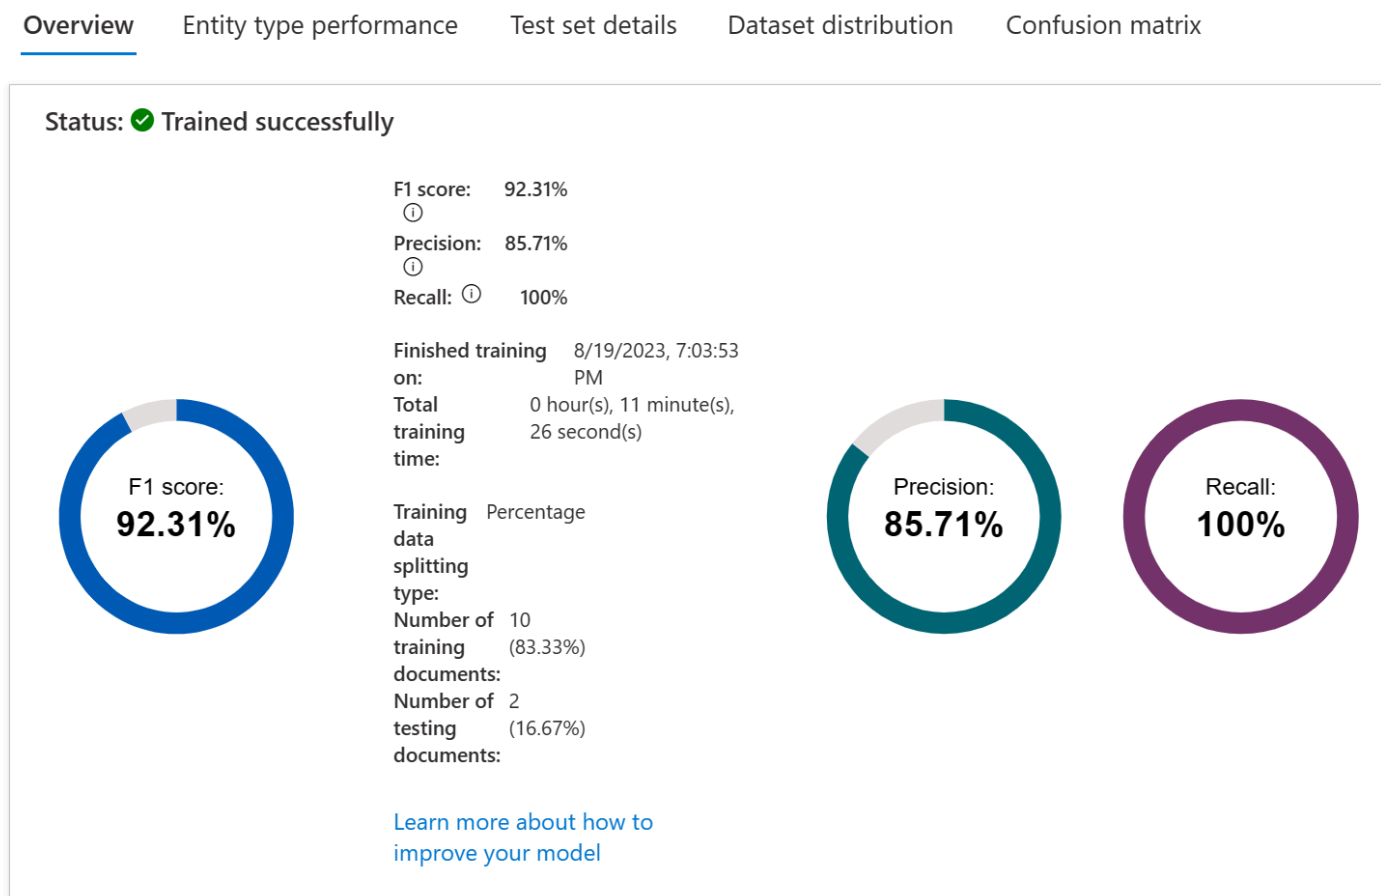 Overview Entity type performance Test set details Dataset distribution Confusion matrix
Status: Trained successfully
F1 score: 92.31%
Precision: 85.71%
Recall: 100%
Finished training 8/19/2023, 7:03:53
on: PM
Total 0 hour(s), 11 minute(s),
training 26 second(s)
time:
F1 score:
92.31%
Precision:
85.71%
Recall:
100%
Training Percentage
data
splitting
type:
Number of 10
training (83.33%)
documents:
Number of 2
testing (16.67%)
documents:
Learn more about how to
improve your model